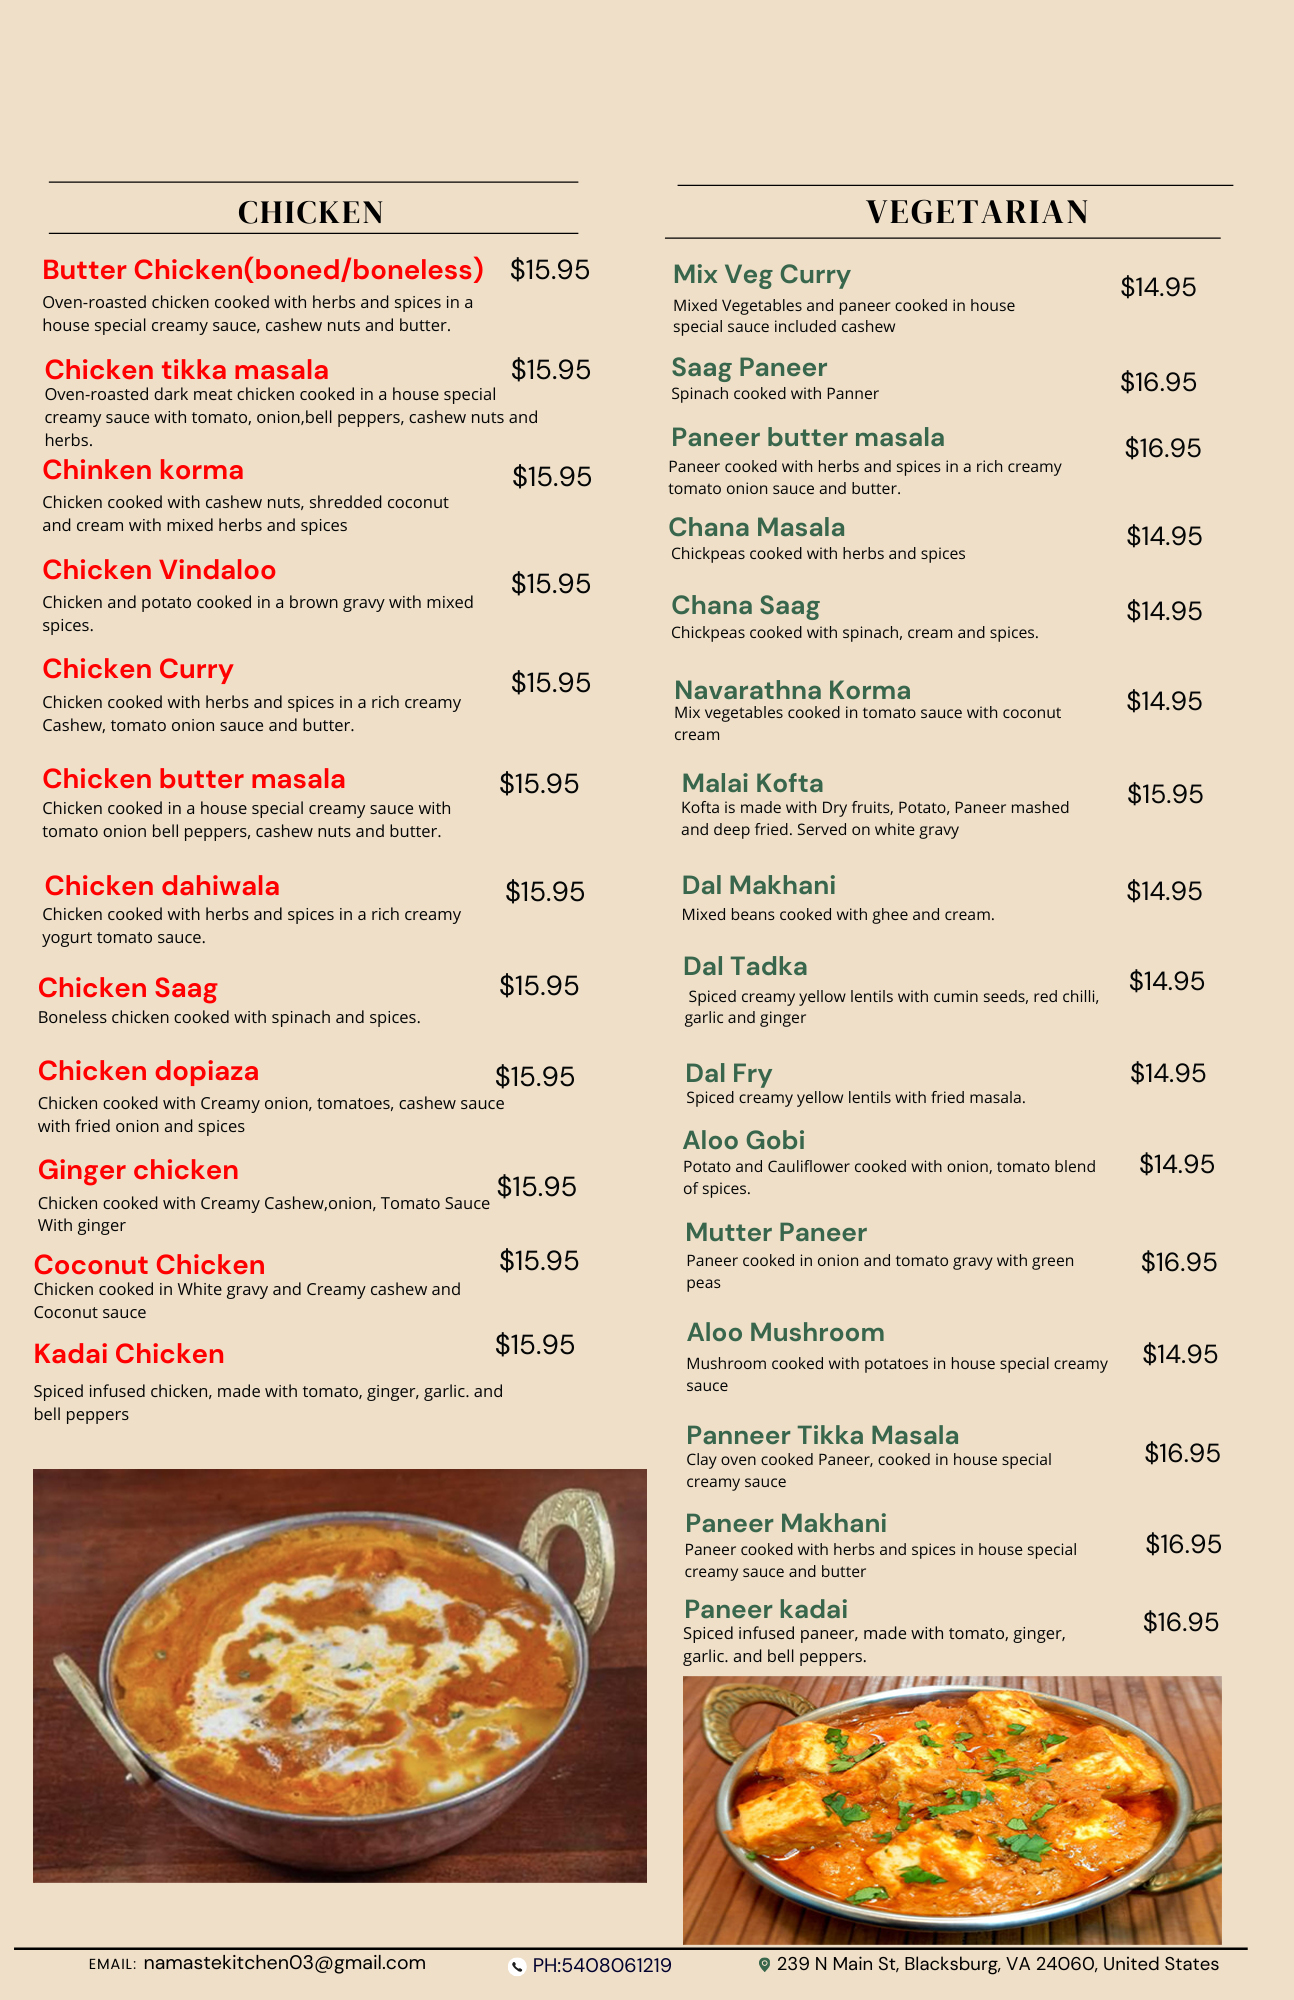 CHICKEN
Butter Chicken(boned/boneless) $15.95
Oven-roasted chicken cooked with herbs and spices in a
house special creamy sauce, cashew nuts and butter.
Chicken tikka masala $15.95
Oven-roasted dark meat chicken cooked in a house special
creamy sauce with tomato, onion,bell peppers, cashew nuts and
herbs.
Chinken korma $15.95
Chicken cooked with cashew nuts, shredded coconut
and cream with mixed herbs and spices
Chicken Vindaloo $15.95
Chicken and potato cooked in a brown gravy with mixed
spices.
Chicken Curry $15.95
Chicken cooked with herbs and spices in a rich creamy
Cashew, tomato onion sauce and butter.
Chicken butter masala $15.95
Chicken cooked in a house special creamy sauce with
tomato onion bell peppers, cashew nuts and butter.
Chicken dahiwala $15.95
Chicken cooked with herbs and spices in a rich creamy
yogurt tomato sauce.
Chicken Saag $15.95
Boneless chicken cooked with spinach and spices.
Chicken dopiaza $15.95
Chicken cooked with Creamy onion, tomatoes, cashew sauce
with fried onion and spices
Ginger chicken $15.95
Chicken cooked with Creamy Cashew,onion, Tomato Sauce
With ginger
Coconut Chicken $15.95
Chicken cooked in White gravy and Creamy cashew and
Coconut sauce
Kadai Chicken $15.95
Spiced infused chicken, made with tomato, ginger, garlic. and
bell peppers
VEGETARIAN
Mix Veg Curry $14.95
Mixed Vegetables and paneer cooked in house
special sauce included cashew
Saag Paneer $16.95
Spinach cooked with Panner
Paneer butter masala $16.95
Paneer cooked with herbs and spices in a rich creamy
tomato onion sauce and butter.
Chana Masala $14.95
Chickpeas cooked with herbs and spices
Chana Saag $14.95
Chickpeas cooked with spinach, cream and spices.
Navarathna Korma $14.95
Mix vegetables cooked in tomato sauce with coconut
cream
Malai Kofta $15.95
Kofta is made with Dry fruits, Potato, Paneer mashed
and deep fried. Served on white gravy
Dal Makhani $14.95
Mixed beans cooked with ghee and cream.
Dal Tadka $14.95
Spiced creamy yellow lentils with cumin seeds, red chilli,
garlic and ginger
Dal Fry $14.95
Spiced creamy yellow lentils with fried masala.
Aloo Gobi $14.95
Potato and Cauliflower cooked with onion, tomato blend
of spices.
Mutter Paneer $16.95
Paneer cooked in onion and tomato gravy with green
peas
Aloo Mushroom $14.95
Mushroom cooked with potatoes in house special creamy
sauce
Panneer Tikka Masala $16.95
Clay oven cooked Paneer, cooked in house special
creamy sauce
Paneer Makhani $16.95
Paneer cooked with herbs and spices in house special
creamy sauce and butter
Paneer kadai $16.95
Spiced infused paneer, made with tomato, ginger,
garlic. and bell peppers.
EMAIL: namastekitchen03@gmail.com PH:5408061219 239 N Main St, Blacksburg, VA 24060, United States